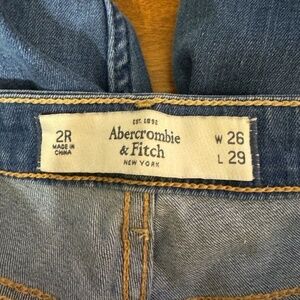 EST. 1892
2R
MADE IN
CHINA
Abercrombie
& Fitch
NEW YORK
W 26
L 29